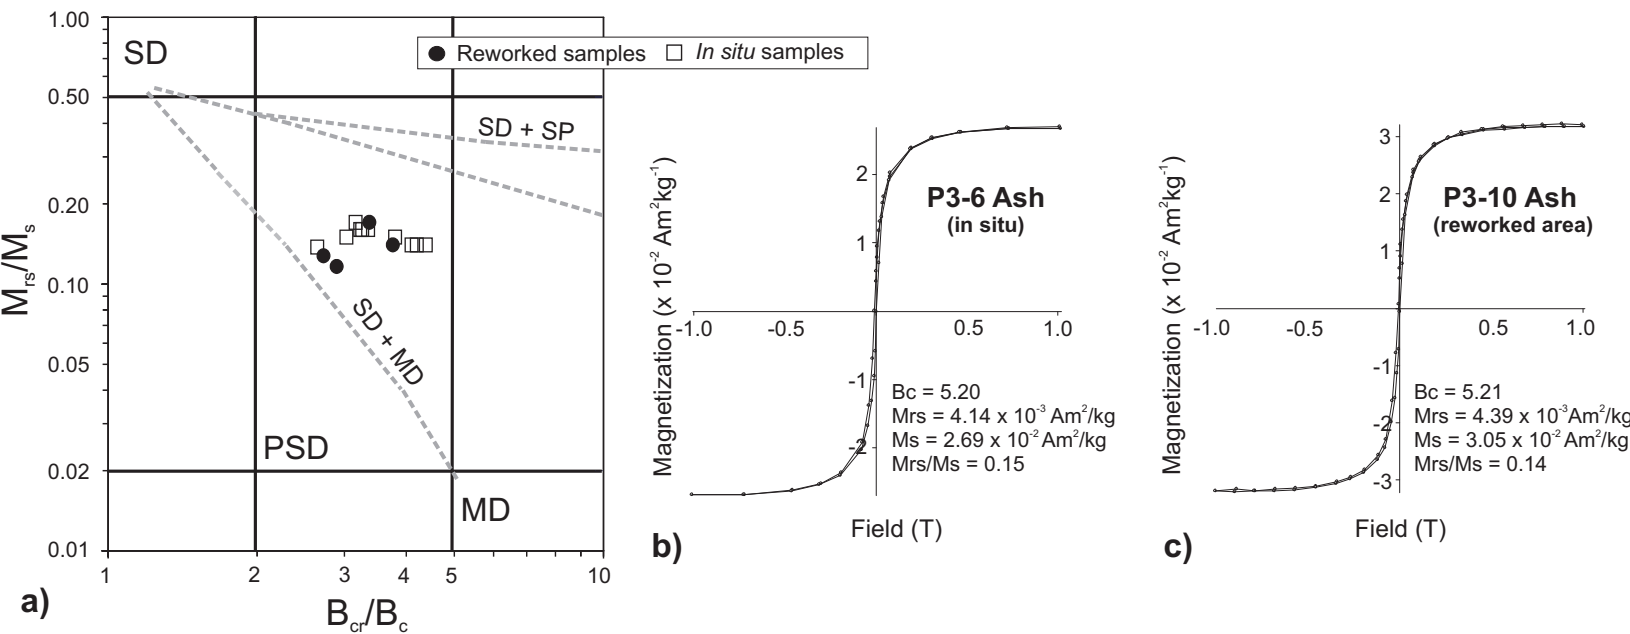 1.00
0.50
0.20
0.10
0.05
0.02
0.01
Mrs/Ms
SD
Reworked samples In situ samples
SD + SP
SD + MD
PSD
MD
1 2 3 4 5 10
Bcr/Bc
a)
Magnetization (x 10⁻² Am²kg⁻¹)
2
1
-1.0 -0.5 0.5 1.0
-1
-2
P3-6 Ash
(in situ)
Bc = 5.20
Mrs = 4.14 x 10⁻³ Am²/kg
Ms = 2.69 x 10⁻² Am²/kg
Mrs/Ms = 0.15
Field (T)
b)
Magnetization (x 10⁻² Am²kg⁻¹)
3
2
1
-1.0 -0.5 0.5 1.0
-1
-2
-3
P3-10 Ash
(reworked area)
Bc = 5.21
Mrs = 4.39 x 10⁻³ Am²/kg
Ms = 3.05 x 10⁻² Am²/kg
Mrs/Ms = 0.14
Field (T)
c)